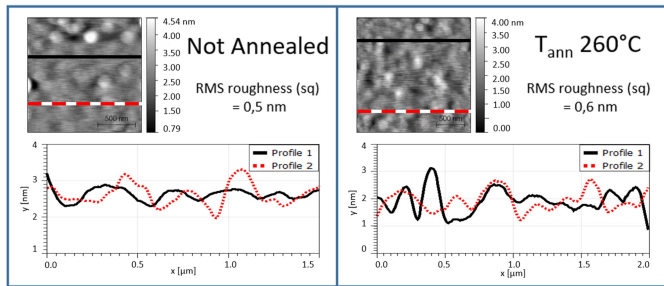 4.54 nm
4.00
3.50
3.00
2.50
2.00
1.50
0.79
500 nm
Not Annealed
RMS roughness (sq)
= 0,5 nm
Profile 1
Profile 2
4
3
2
1
y [nm]
0.0
0.5
1.0
1.5
x [µm]
4.00 nm
3.00
2.50
2.00
1.50
1.00
0.00
500 nm
Tann 260°C
RMS roughness (sq)
= 0,6 nm
Profile 1
Profile 2
4
3
2
1
y [nm]
0.0
0.5
1.0
1.5
2.0
x [µm]